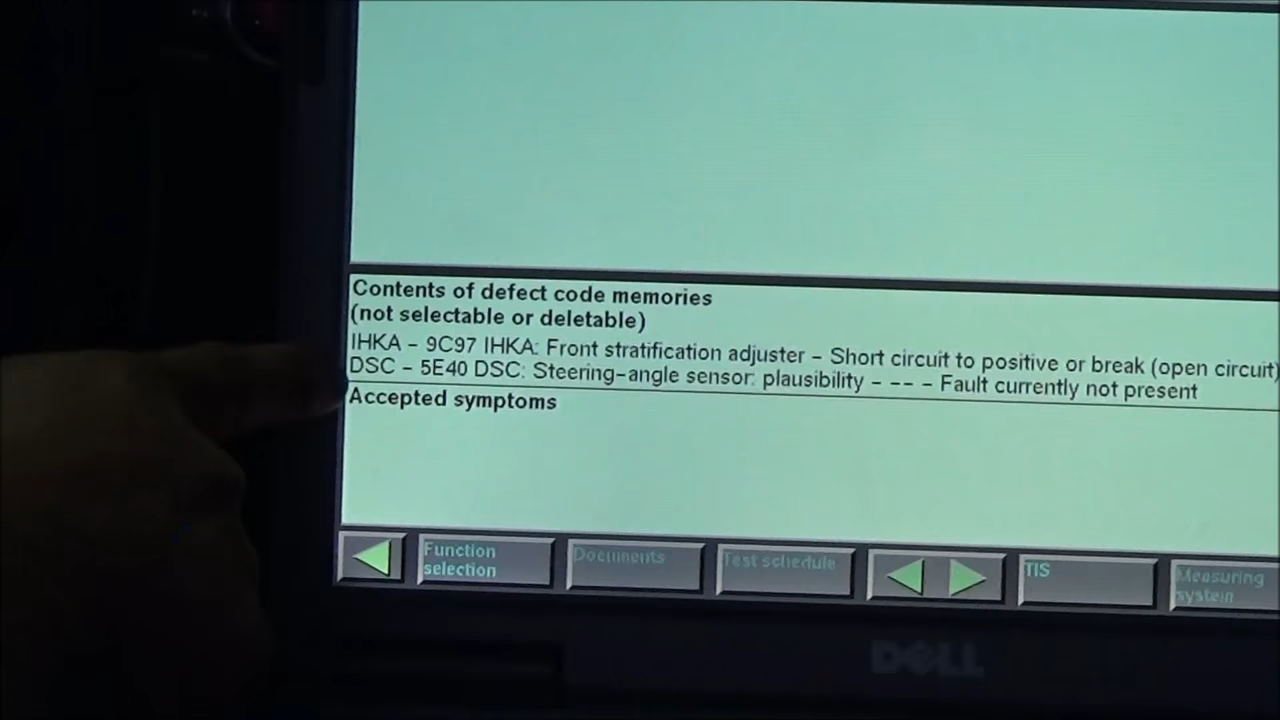 Contents of defect code memories
(not selectable or deletable)
IHKA - 9C97 IHKA: Front stratification adjuster - Short circuit to positive or break (open circuit)
DSC - 5E40 DSC: Steering-angle sensor: plausibility - -- - Fault currently not present
Accepted symptoms
Function
selection
Documents
Test schedule
TIS
Measuring
system
DELL